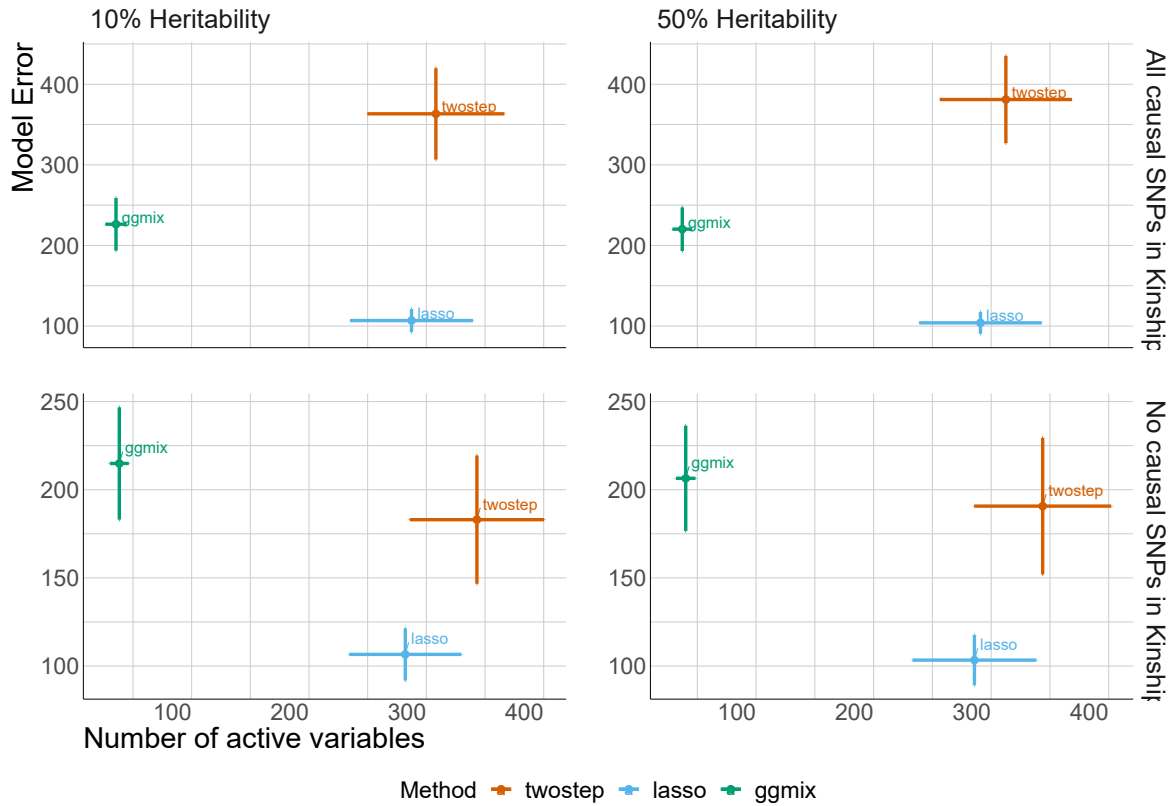 10% Heritability
50% Heritability
Model Error
400
300
200
100
twostep
ggmix
lasso
400
300
200
100
twostep
ggmix
lasso
All causal SNPs in Kinship
250
200
150
100
ggmix
twostep
lasso
250
200
150
100
ggmix
twostep
lasso
No causal SNPs in Kinship
100 200 300 400
100 200 300 400
Number of active variables
Method twostep lasso ggmix